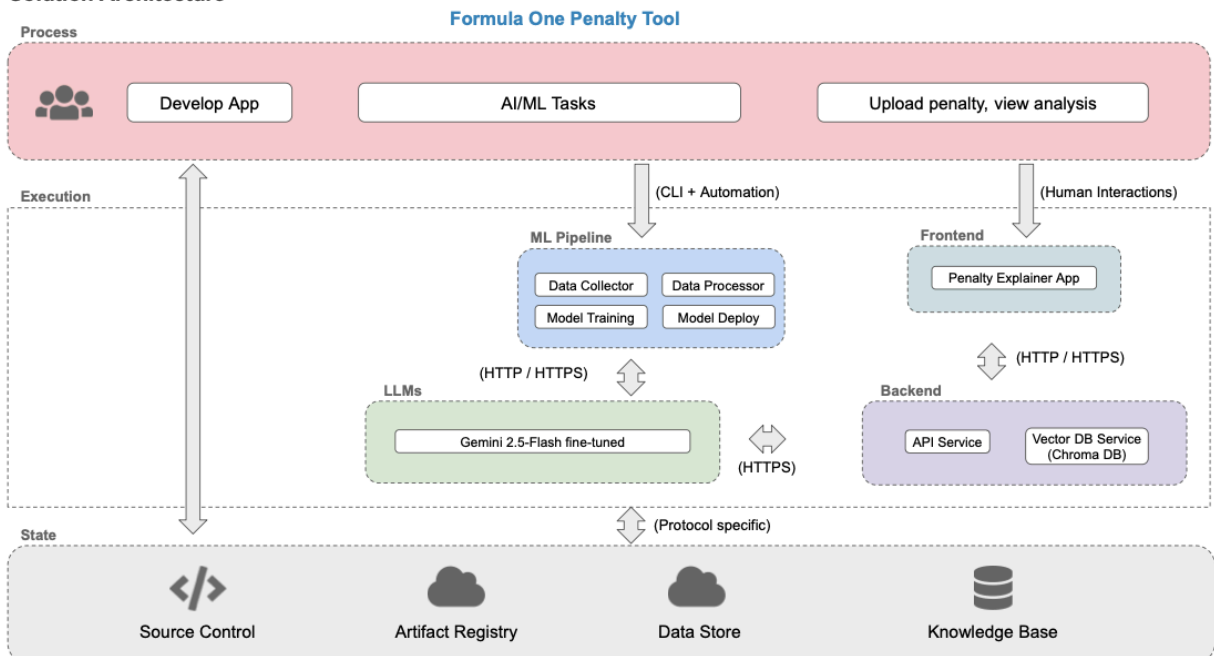 Solution Architecture
Formula One Penalty Tool
Process
Develop App
AI/ML Tasks
Upload penalty, view analysis
Execution
(CLI + Automation)
(Human Interactions)
ML Pipeline
Frontend
Data Collector
Data Processor
Penalty Explainer App
Model Training
Model Deploy
(HTTP / HTTPS)
(HTTP / HTTPS)
LLMs
Backend
Gemini 2.5-Flash fine-tuned
API Service
Vector DB Service
(Chroma DB)
(HTTPS)
(Protocol specific)
State
Source Control
Artifact Registry
Data Store
Knowledge Base